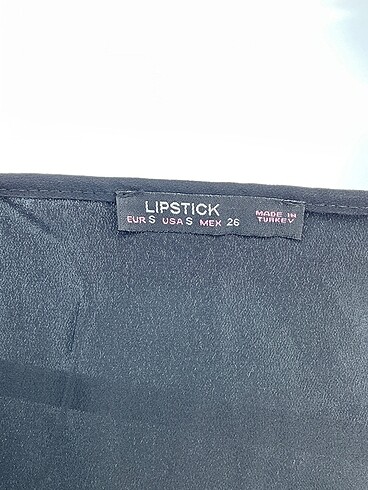 LIPSTICK
EUR S USA S MEX 26
MADE IN
TURKEY